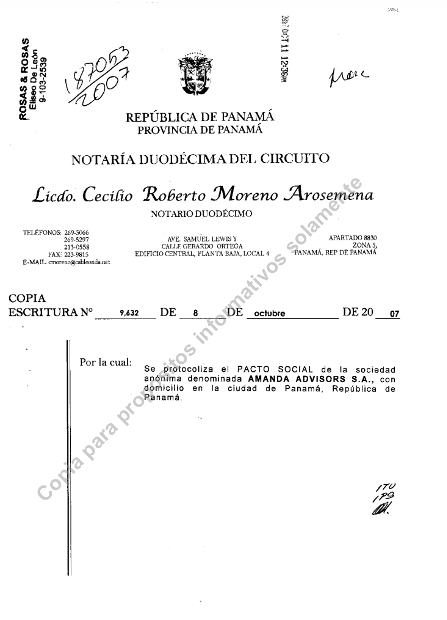 ROSAS & ROSAS
Eliseo De León
9-103-2539
187053
2007
REPÚBLICA DE PANAMÁ
PROVINCIA DE PANAMÁ
NOTARÍA DUODÉCIMA DEL CIRCUITO
Licdo. Cecilio Roberto Moreno Arosemena
NOTARIO DUODÉCIMO
TELÉFONOS: 269-5066
269-5297
213-0558
FAX: 223-9815
AVE. SAMUEL LEWIS Y
CALLE GERARDO ORTEGA
EDIFICIO CENTRAL, PLANTA BAJA, LOCAL 4
APARTADO 8830
ZONA 5,
PANAMÁ, REP DE PANAMÁ
E-MAIL:
COPIA
ESCRITURA Nº 9,632 DE 8 DE octubre DE 20 07
Por la cual:
Se protocoliza el PACTO SOCIAL de la sociedad
anónima denominada AMANDA ADVISORS S.A., con
domicilio en la ciudad de Panamá, República de
Panamá.
Copia para propósitos informativos solamente